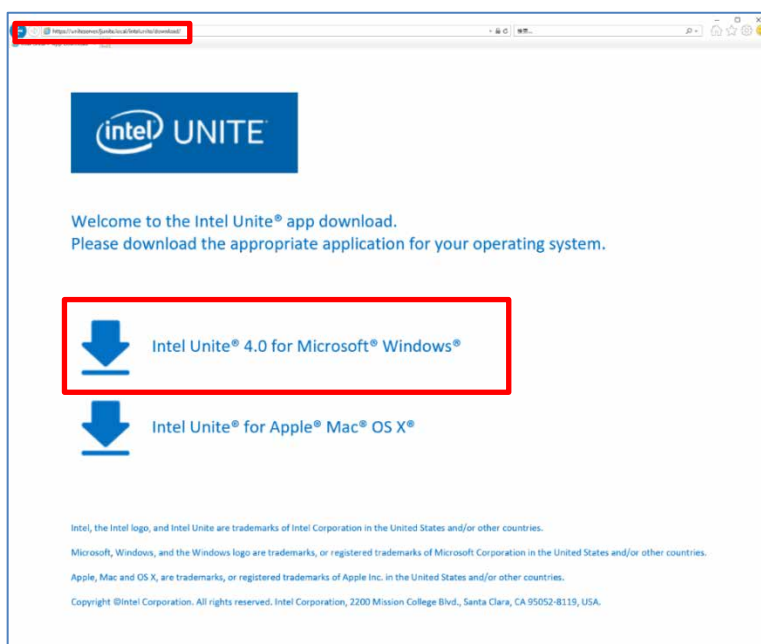 intel UNITE
Welcome to the Intel Unite® app download.
Please download the appropriate application for your operating system.
Intel Unite® 4.0 for Microsoft® Windows®
Intel Unite® for Apple® Mac® OS X®
Intel, the Intel logo, and Intel Unite are trademarks of Intel Corporation in the United States and/or other countries.
Microsoft, Windows, and the Windows logo are trademarks, or registered trademarks of Microsoft Corporation in the United States and/or other countries.
Apple, Mac and OS X, are trademarks, or registered trademarks of Apple Inc. in the United States and/or other countries.
Copyright ©Intel Corporation. All rights reserved. Intel Corporation, 2200 Mission College Blvd., Santa Clara, CA 95052-8119, USA.